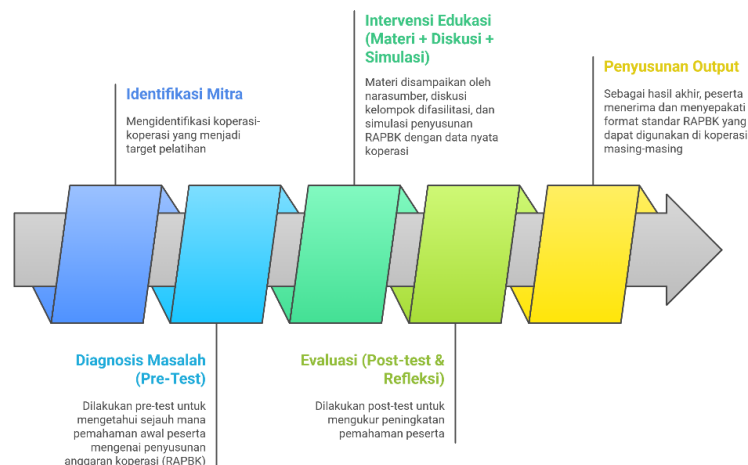 Identifikasi Mitra
Mengidentifikasi koperasi-
koperasi yang menjadi
target pelatihan
Diagnosis Masalah
(Pre-Test)
Dilakukan pre-test untuk
mengetahui sejauh mana
pemahaman awal peserta
mengenai penyusunan
anggaran koperasi (RAPBK)
Intervensi Edukasi
(Materi + Diskusi +
Simulasi)
Materi disampaikan oleh
narasumber, diskusi
kelompok difasilitasi, dan
simulasi penyusunan
RAPBK dengan data nyata
koperasi
Evaluasi (Post-test &
Refleksi)
Dilakukan post-test untuk
mengukur peningkatan
pemahaman peserta
Penyusunan Output
Sebagai hasil akhir, peserta
menerima dan menyepakati
format standar RAPBK yang
dapat digunakan di koperasi
masing-masing